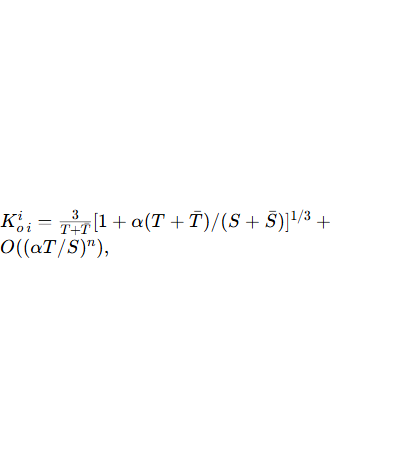 $K^i_{o\,i} = \frac{3}{T+\bar{T}}[1 + \alpha(T + \bar{T})/(S + \bar{S})]^{1/3} +$
$O((\alpha T/S)^n),$